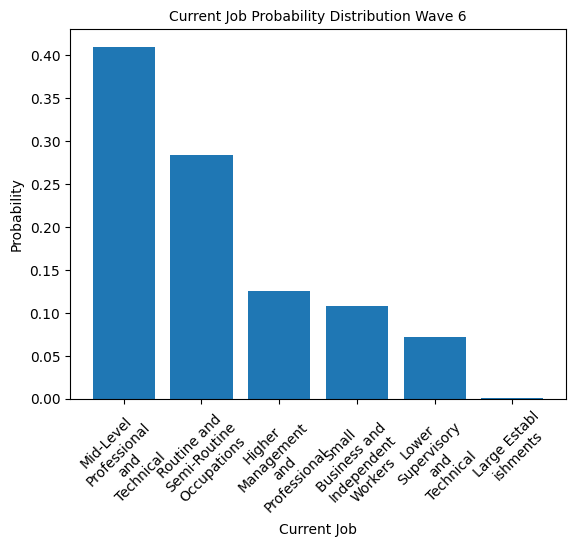 Current Job Probability Distribution Wave 6
Probability
0.40
0.35
0.30
0.25
0.20
0.15
0.10
0.05
0.00
Mid-Level
Professional
and
Technical
Routine and
Semi-Routine
Occupations
Higher
Management
and
Professional
Small
Business and
Independent
Workers
Lower
Supervisory
and
Technical
Large Establ
ishments
Current Job